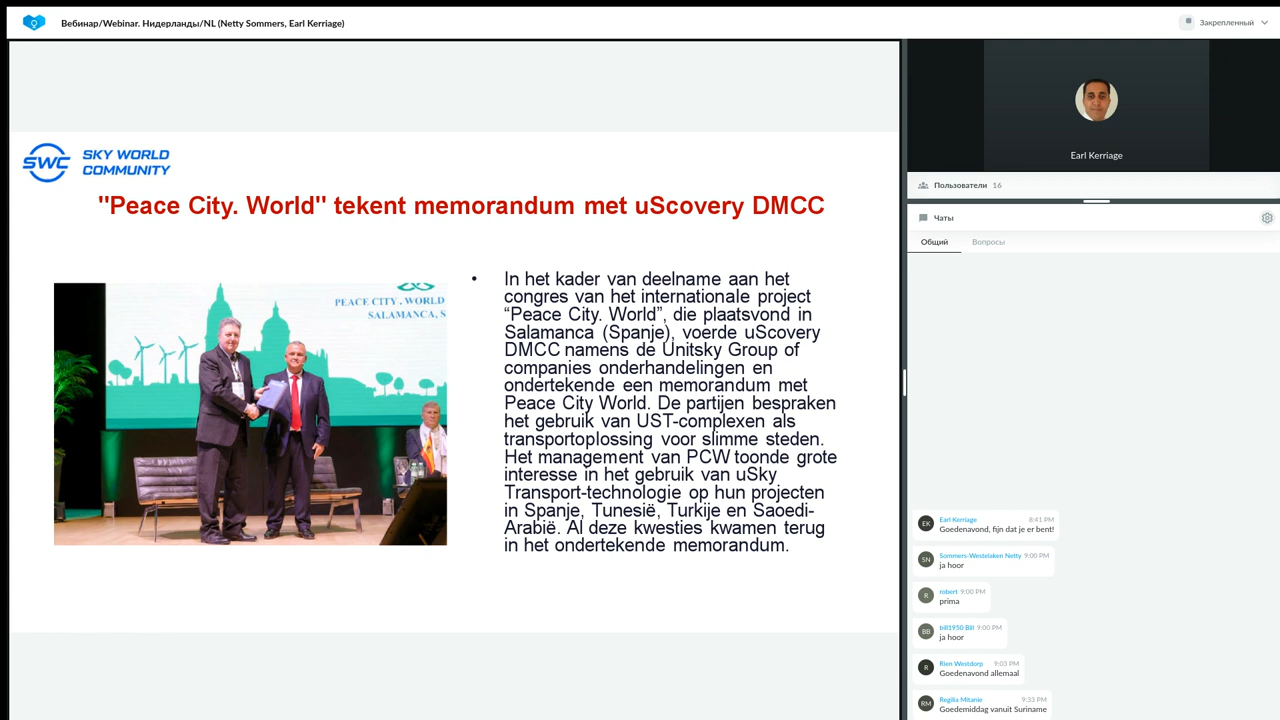 Вебинар/Webinar. Нидерланды/NL (Netty Sommers, Earl Kerriage)
Закрепленный
SWC SKY WORLD
COMMUNITY
"Peace City. World" tekent memorandum met uScovery DMCC
PEACE CITY . WORLD
SALAMANCA, S
• In het kader van deelname aan het
congres van het internationale project
“Peace City. World”, die plaatsvond in
Salamanca (Spanje), voerde uScovery
DMCC namens de Unitsky Group of
companies onderhandelingen en
ondertekende een memorandum met
Peace City World. De partijen bespraken
het gebruik van UST-complexen als
transportoplossing voor slimme steden.
Het management van PCW toonde grote
interesse in het gebruik van uSky
Transport-technologie op hun projecten
in Spanje, Tunesië, Turkije en Saoedi-
Arabië. Al deze kwesties kwamen terug
in het ondertekende memorandum.
Earl Kerriage
Пользователи 16
Чаты
Общий Вопросы
EK Earl Kerriage 8:41 PM
Goedenavond, fijn dat je er bent!
SN Sommers-Westelaken Netty 9:00 PM
ja hoor
R robert 9:00 PM
prima
BB bill1950 Bill 9:00 PM
ja hoor
R Rien Westdorp 9:03 PM
Goedenavond allemaal
RM Regilia Mitanie 9:33 PM
Goedemiddag vanuit Suriname